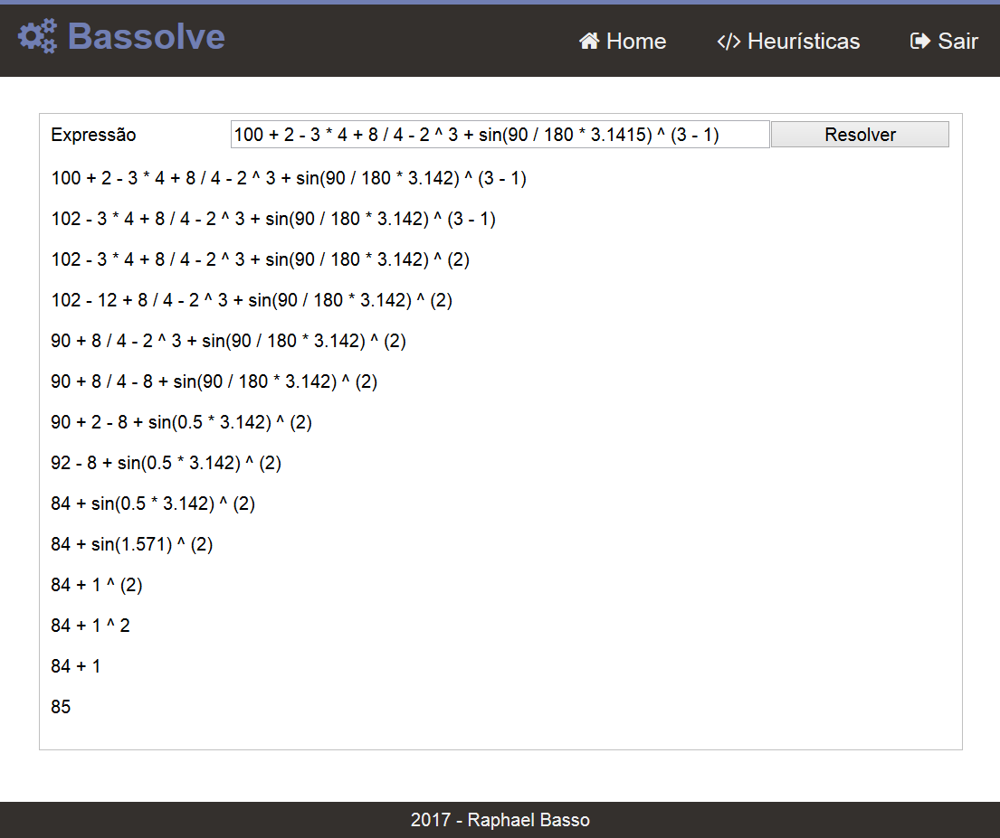 Bassolve
Home </> Heurísticas Sair
Expressão 100 + 2 - 3 * 4 + 8 / 4 - 2 ^ 3 + sin(90 / 180 * 3.1415) ^ (3 - 1) Resolver
100 + 2 - 3 * 4 + 8 / 4 - 2 ^ 3 + sin(90 / 180 * 3.142) ^ (3 - 1)
102 - 3 * 4 + 8 / 4 - 2 ^ 3 + sin(90 / 180 * 3.142) ^ (3 - 1)
102 - 3 * 4 + 8 / 4 - 2 ^ 3 + sin(90 / 180 * 3.142) ^ (2)
102 - 12 + 8 / 4 - 2 ^ 3 + sin(90 / 180 * 3.142) ^ (2)
90 + 8 / 4 - 2 ^ 3 + sin(90 / 180 * 3.142) ^ (2)
90 + 8 / 4 - 8 + sin(90 / 180 * 3.142) ^ (2)
90 + 2 - 8 + sin(0.5 * 3.142) ^ (2)
92 - 8 + sin(0.5 * 3.142) ^ (2)
84 + sin(0.5 * 3.142) ^ (2)
84 + sin(1.571) ^ (2)
84 + 1 ^ (2)
84 + 1 ^ 2
84 + 1
85
2017 - Raphael Basso